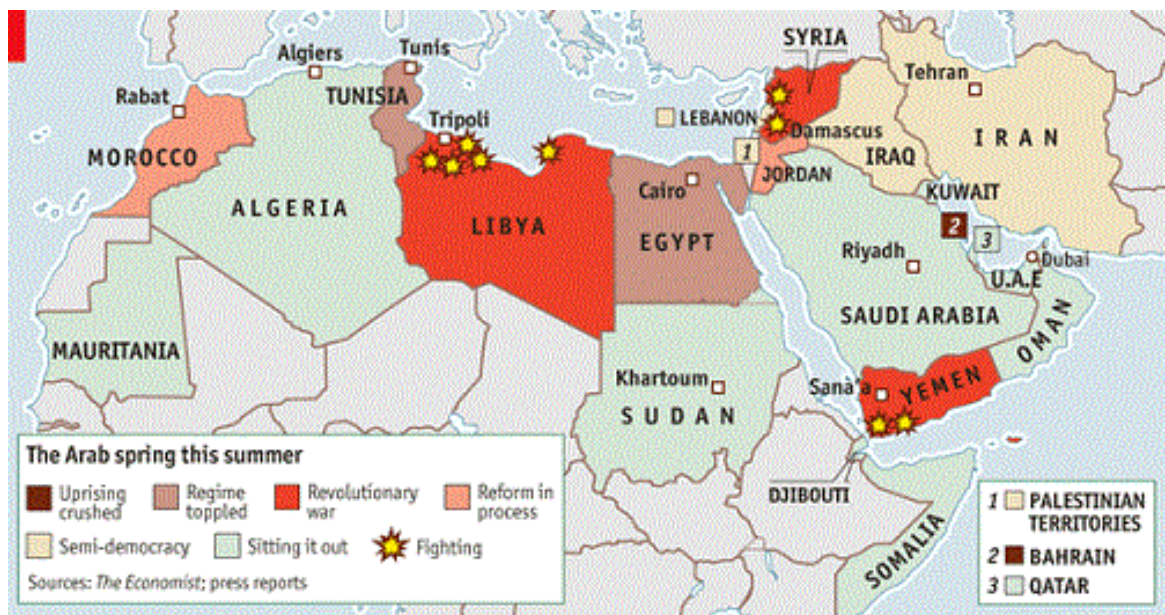 Algiers
Tunis
SYRIA
Tehran
Rabat
TUNISIA
Tripoli
LEBANON
Damascus
IRAN
MOROCCO
1
IRAQ
JORDAN
Cairo
KUWAIT
ALGERIA
LIBYA
EGYPT
2
3
Riyadh
Dubai
U.A.E
SAUDI ARABIA
OMAN
MAURITANIA
Khartoum
Sanà'a
YEMEN
SUDAN
DJIBOUTI
SOMALIA
The Arab spring this summer
Uprising crushed
Regime toppled
Revolutionary war
Reform in process
Semi-democracy
Sitting it out
Fighting
Sources: The Economist; press reports
1 PALESTINIAN
TERRITORIES
2 BAHRAIN
3 QATAR